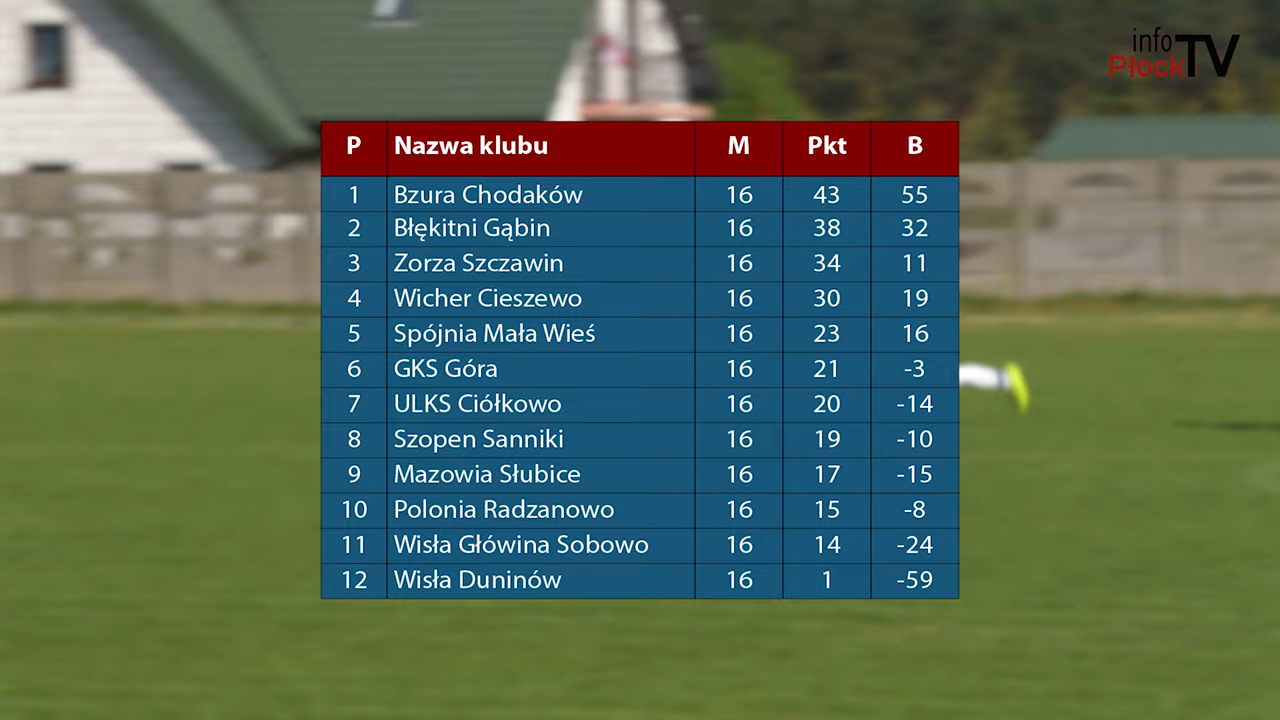 info
PłockTV
P Nazwa klubu M Pkt B
1 Bzura Chodaków 16 43 55
2 Błękitni Gąbin 16 38 32
3 Zorza Szczawin 16 34 11
4 Wicher Cieszewo 16 30 19
5 Spójnia Mała Wieś 16 23 16
6 GKS Góra 16 21 -3
7 ULKS Ciółkowo 16 20 -14
8 Szopen Sanniki 16 19 -10
9 Mazowia Słubice 16 17 -15
10 Polonia Radzanowo 16 15 -8
11 Wisła Główina Sobowo 16 14 -24
12 Wisła Duninów 16 1 -59